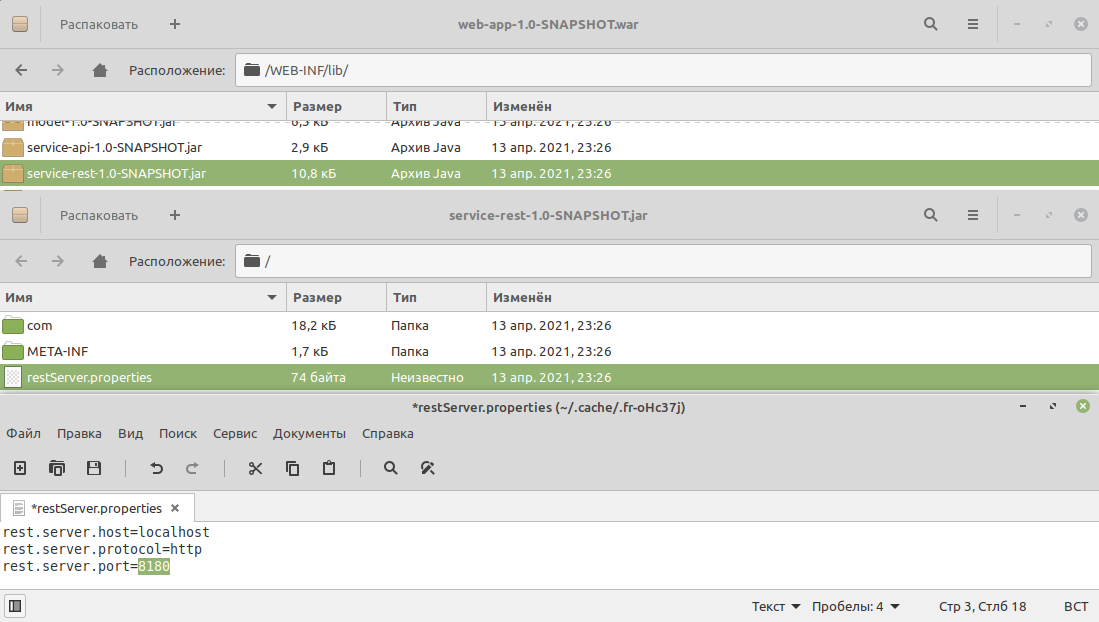 Распаковать + web-app-1.0-SNAPSHOT.war
Расположение: /WEB-INF/lib/
Имя Размер Тип Изменён
model-1.0-SNAPSHOT.jar 6,5 кБ Архив Java 13 апр. 2021, 23:26
service-api-1.0-SNAPSHOT.jar 2,9 кБ Архив Java 13 апр. 2021, 23:26
service-rest-1.0-SNAPSHOT.jar 10,8 кБ Архив Java 13 апр. 2021, 23:26
Распаковать + service-rest-1.0-SNAPSHOT.jar
Расположение: /
Имя Размер Тип Изменён
com 18,2 кБ Папка 13 апр. 2021, 23:26
META-INF 1,7 кБ Папка 13 апр. 2021, 23:26
restServer.properties 74 байта Неизвестно 13 апр. 2021, 23:26
*restServer.properties (~/.cache/.fr-oHc37j)
Файл Правка Вид Поиск Сервис Документы Справка
*restServer.properties
rest.server.host=localhost
rest.server.protocol=http
rest.server.port=8180
Текст Пробелы: 4 Стр 3, Стлб 18 ВСТ